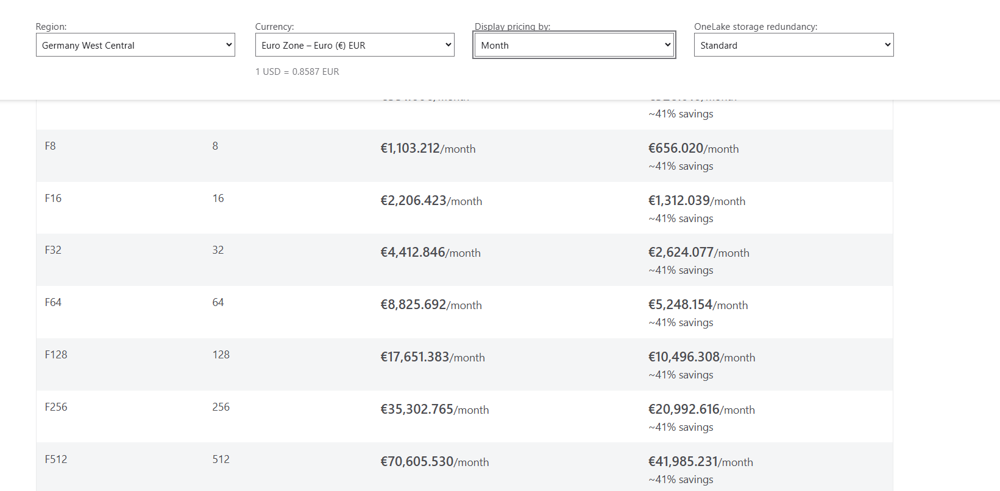 Region: Currency: Display pricing by: OneLake storage redundancy:
Germany West Central Euro Zone – Euro (€) EUR Month Standard
1 USD = 0.8587 EUR
~41% savings
F8 8 €1,103.212/month €656.020/month
~41% savings
F16 16 €2,206.423/month €1,312.039/month
~41% savings
F32 32 €4,412.846/month €2,624.077/month
~41% savings
F64 64 €8,825.692/month €5,248.154/month
~41% savings
F128 128 €17,651.383/month €10,496.308/month
~41% savings
F256 256 €35,302.765/month €20,992.616/month
~41% savings
F512 512 €70,605.530/month €41,985.231/month
~41% savings